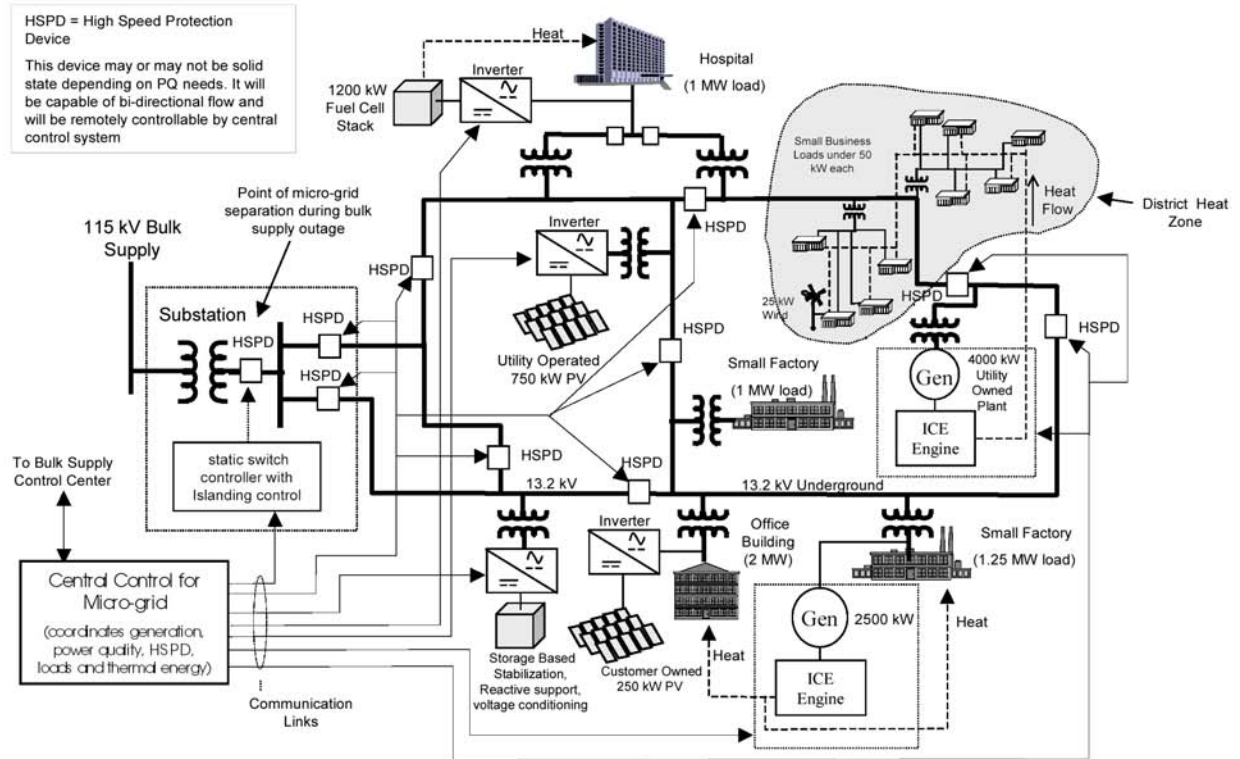 HSPD = High Speed Protection
Device
This device may or may not be solid
state depending on PQ needs. It will
be capable of bi-directional flow and
will be remotely controllable by central
control system
Heat
Inverter
1200 kW
Fuel Cell
Stack
Hospital
(1 MW load)
Small Business
Loads under 50
kW each
Heat
Flow
District Heat
Zone
Point of micro-grid
separation during bulk
supply outage
115 kV Bulk
Supply
HSPD
HSPD
Inverter
Substation
HSPD
HSPD
HSPD
Utility Operated
750 kW PV
HSPD
25 kW
Wind
HSPD
HSPD
Small Factory
(1 MW load)
Gen
4000 kW
Utility
Owned
Plant
ICE
Engine
static switch
controller with
Islanding control
HSPD
HSPD
13.2 kV
13.2 kV Underground
To Bulk Supply
Control Center
Inverter
Office
Building
(2 MW)
Small Factory
(1.25 MW load)
Central Control for
Micro-grid
(coordinates generation,
power quality, HSPD,
loads and thermal energy)
Communication
Links
Storage Based
Stabilization,
Reactive support,
voltage conditioning
Customer Owned
250 kW PV
Heat
Gen
2500 kW
ICE
Engine
Heat